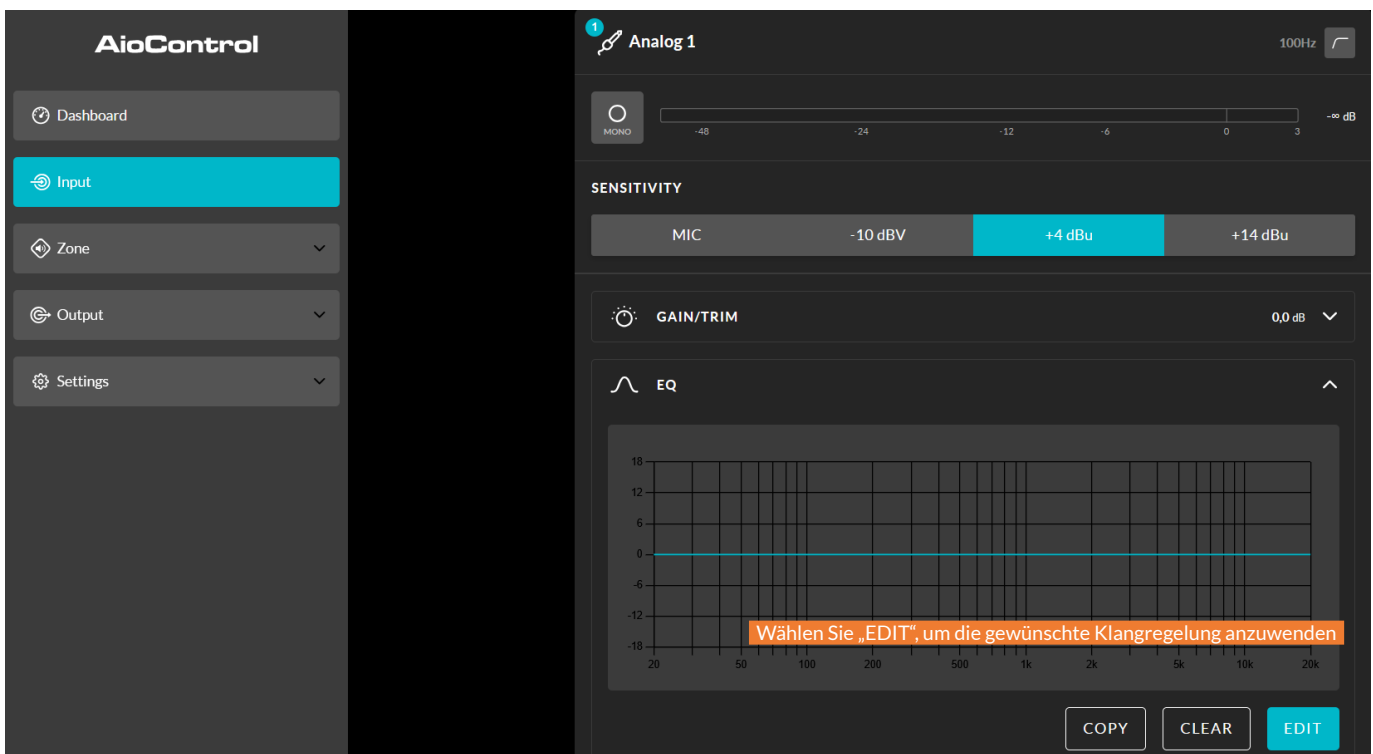 AioControl
Dashboard
Input
Zone
Output
Settings
1
Analog 1
100Hz
MONO
-48 -24 -12 -6 0 3
-∞ dB
SENSITIVITY
MIC -10 dBV +4 dBu +14 dBu
GAIN/TRIM 0,0 dB
EQ
18
12
6
0
-6
-12
Wählen Sie „EDIT“, um die gewünschte Klangregelung anzuwenden
-18
20 50 100 200 500 1k 2k 5k 10k 20k
COPY CLEAR EDIT